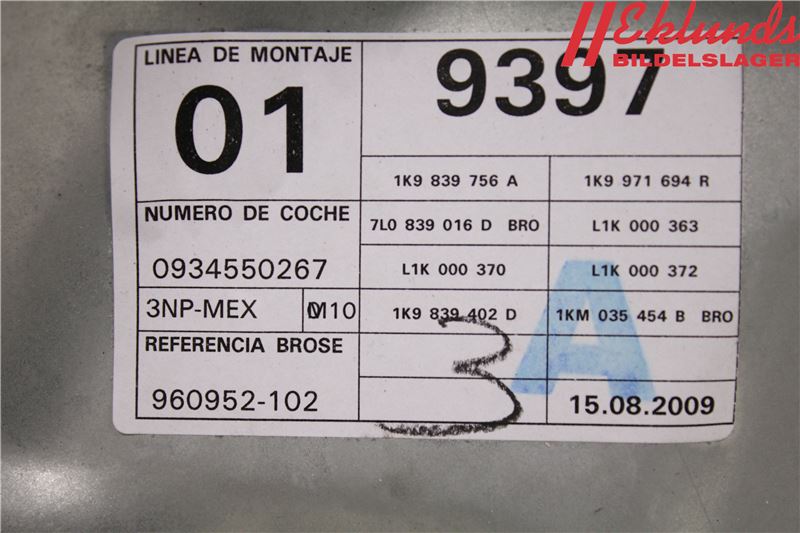 Eklunds
BILDELSLAGER
LINEA DE MONTAJE
01
9397
1K9 839 756 A
1K9 971 694 R
NUMERO DE COCHE
7L0 839 016 D BRO
L1K 000 363
0934550267
L1K 000 370
L1K 000 372
3NP-MEX
M10
1K9 839 402 D
1KM 035 454 B BRO
REFERENCIA BROSE
3
A
960952-102
15.08.2009